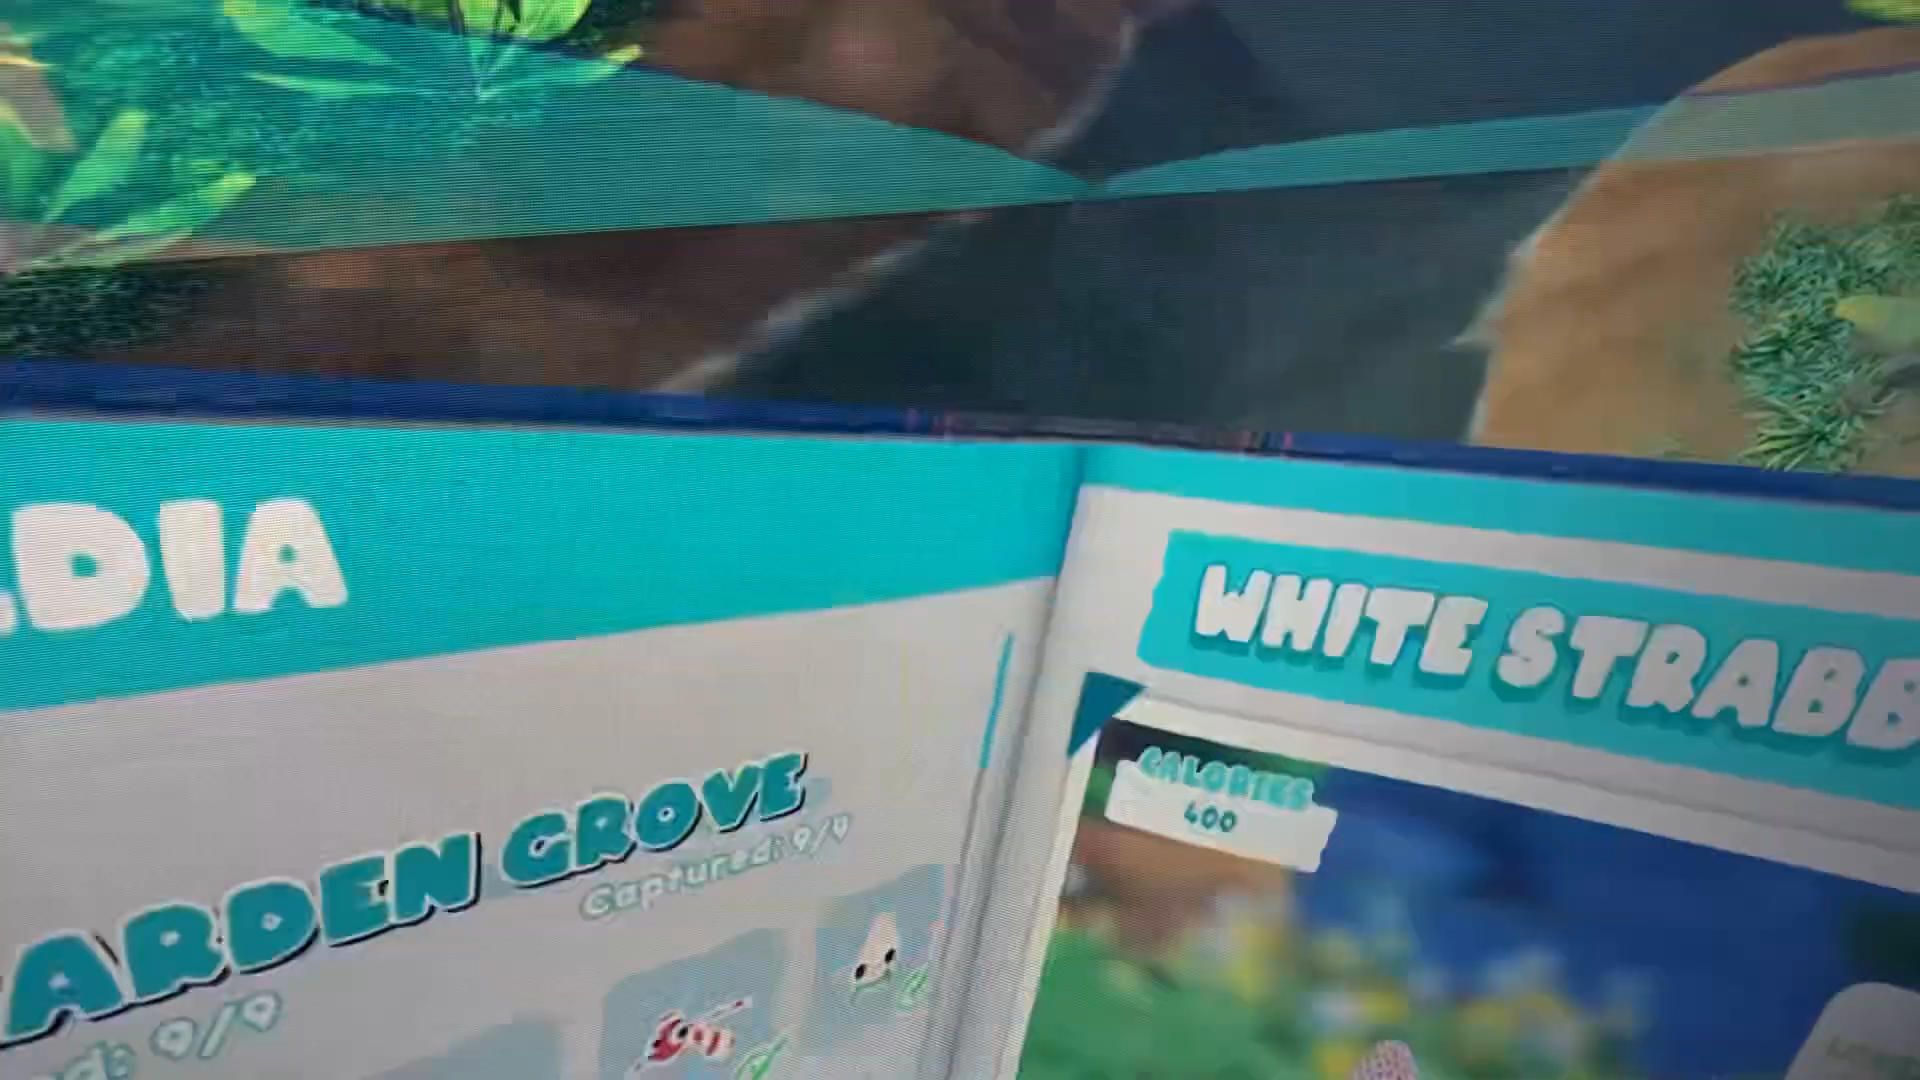 DIA
ARDEN GROVE
Captured: 9/9
d: 9/9
WHITE STRABB
CALORIES
400